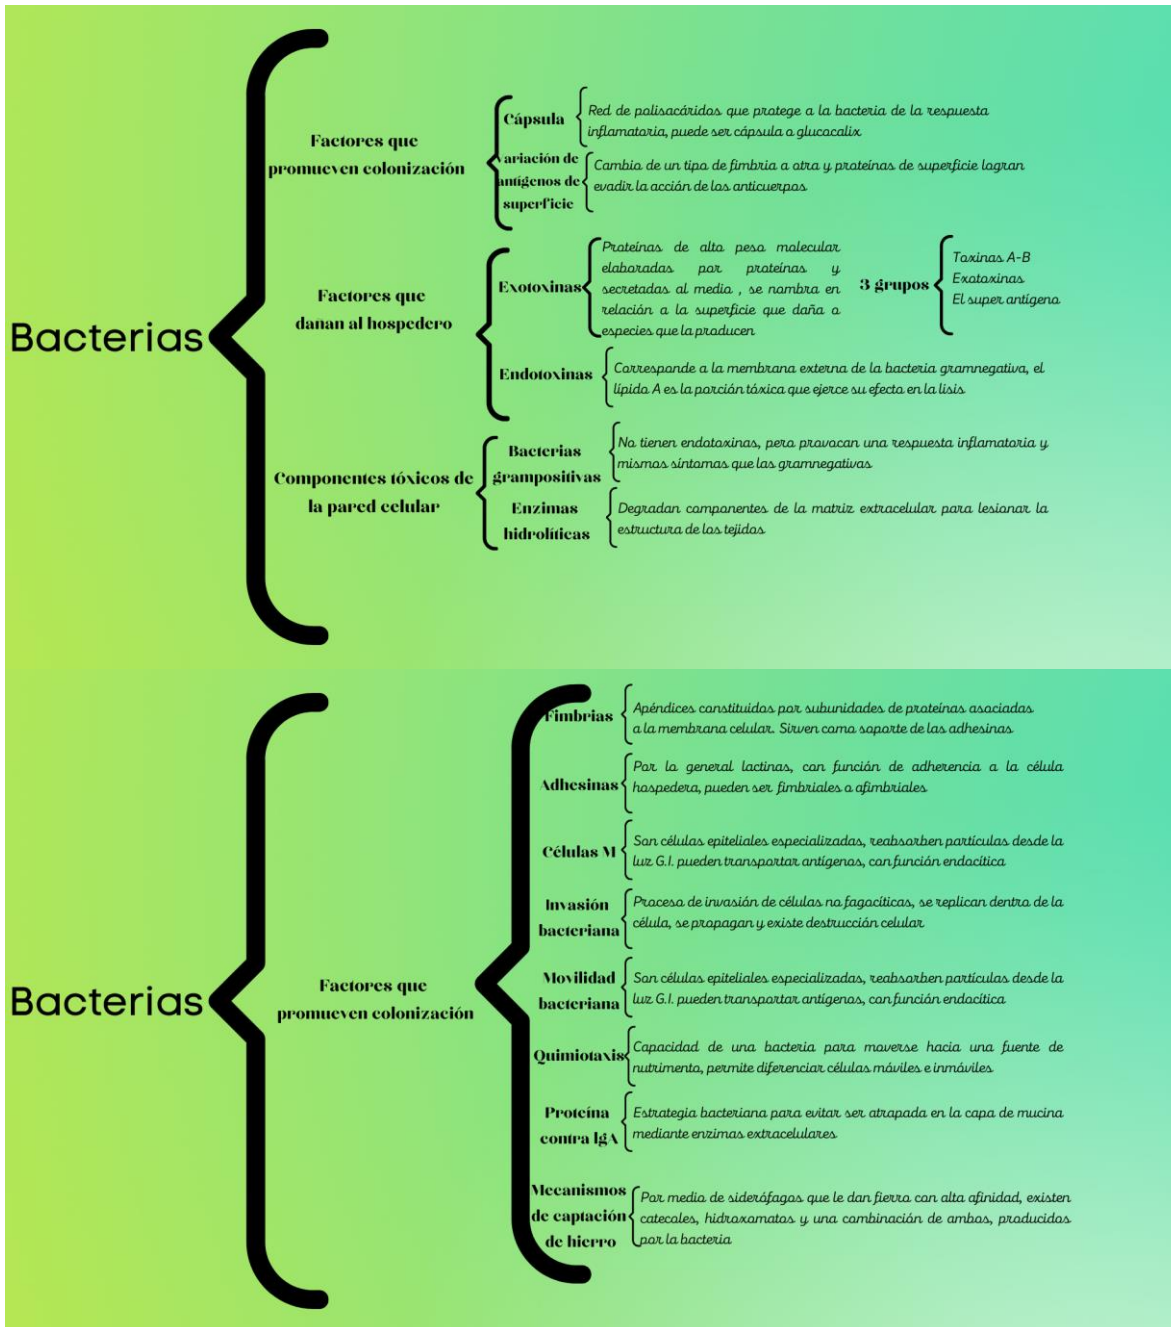 Bacterias
Factores que
promueven colonización
Cápsula
Red de polisacáridos que protege a la bacteria de la respuesta
inflamatoria, puede ser cápsula o glucocalix
ariación de
antígenos de
superficie
Cambio de un tipo de fimbria a otra y proteínas de superficie logran
evadir la acción de los anticuerpos
Factores que
dañan al hospedero
Exotoxinas
Proteínas de alto peso molecular
elaboradas por proteínas y
secretadas al medio , se nombra en
relación a la superficie que daña o
especies que la producen
3 grupos
Toxinas A-B
Exotoxinas
El super antígeno
Endotoxinas
Corresponde a la membrana externa de la bacteria gramnegativa, el
lípido A es la porción tóxica que ejerce su efecto en la lisis
Componentes tóxicos de
la pared celular
Bacterias
grampositivas
No tienen endotoxinas, pero provocan una respuesta inflamatoria y
mismos síntomas que las gramnegativas
Enzimas
hidrolíticas
Degradan componentes de la matriz extracelular para lesionar la
estructura de los tejidos
Bacterias
Factores que
promueven colonización
Fimbrias
Apéndices constituidos por subunidades de proteínas asociadas
a la membrana celular. Sirven como soporte de las adhesinas
Adhesinas
Por lo general lactinas, con función de adherencia a la célula
hospedera, pueden ser fimbriales o afimbriales
Células M
Son células epiteliales especializadas, reabsorben partículas desde la
luz G.I. pueden transportar antígenos, con función endocítica
Invasión
bacteriana
Proceso de invasión de células no fagocíticas, se replican dentro de la
célula, se propagan y existe destrucción celular
Movilidad
bacteriana
Son células epiteliales especializadas, reabsorben partículas desde la
luz G.I. pueden transportar antígenos, con función endocítica
Quimiotaxis
Capacidad de una bacteria para moverse hacia una fuente de
nutrimento, permite diferenciar células móviles e inmóviles
Proteína
contra IgA
Estrategia bacteriana para evitar ser atrapada en la capa de mucina
mediante enzimas extracelulares
Mecanismos
de captación
de hierro
Por medio de sideráfagos que le dan fierro con alta afinidad, existen
catecoles, hidroxomatos y una combinación de ambos, producidos
por la bacteria